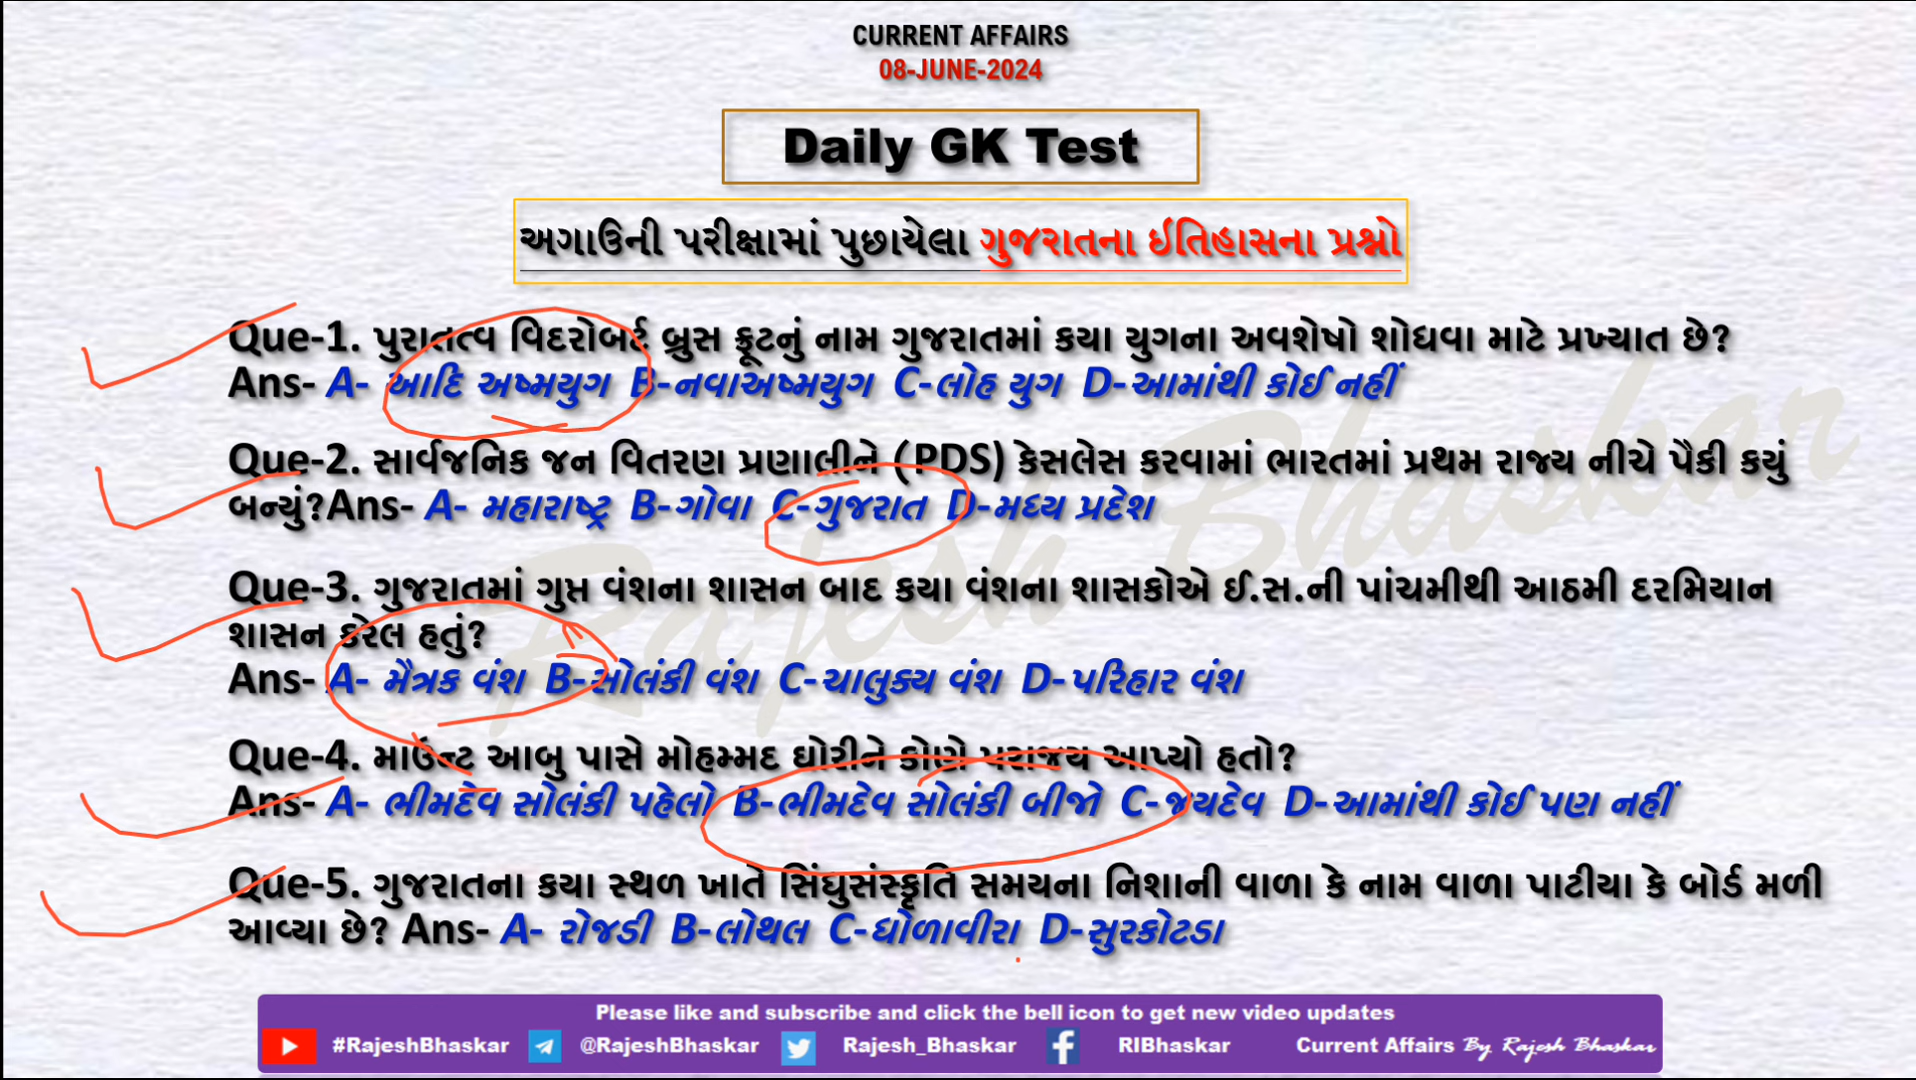 CURRENT AFFAIRS
08-JUNE-2024
Daily GK Test
અગાઉની પરીક્ષામાં પુછાયેલા ગુજરાતના ઈતિહાસના પ્રશ્નો
Que-1. પુરાતત્વ વિદરોબર્ટ બ્રુસ ફ્રૂટનું નામ ગુજરાતમાં કયા યુગના અવશેષો શોધવા માટે પ્રખ્યાત છે?
Ans- A- આદિ અષ્મયુગ B-નવાઅષ્મયુગ C-લોહ યુગ D-આમાંથી કોઈ નહીં
Que-2. સાર્વજનિક જન વિતરણ પ્રણાલીને (PDS) કેસલેસ કરવામાં ભારતમાં પ્રથમ રાજ્ય નીચે પૈકી કયું
બન્યું?Ans- A- મહારાષ્ટ્ર B-ગોવા C-ગુજરાત D-મધ્ય પ્રદેશ
Que-3. ગુજરાતમાં ગુપ્ત વંશના શાસન બાદ કયા વંશના શાસકોએ ઈ.સ.ની પાંચમીથી આઠમી દરમિયાન
શાસન કરેલ હતું?
Ans- A- મૈત્રક વંશ B-સોલંકી વંશ C-ચાલુક્ય વંશ D-પરિહાર વંશ
Que-4. માઉન્ટ આબુ પાસે મોહમ્મદ ઘોરીને કોણે પરાજય આપ્યો હતો?
Ans- A- ભીમદેવ સોલંકી પહેલો B-ભીમદેવ સોલંકી બીજો C-જયદેવ D-આમાંથી કોઈ પણ નહીં
Que-5. ગુજરાતના કયા સ્થળ ખાતે સિંધુસંસ્કૃતિ સમયના નિશાની વાળા કે નામ વાળા પાટીયા કે બોર્ડ મળી
આવ્યા છે? Ans- A- રોજડી B-લોથલ C-ધોળાવીરા D-સુરકોટડા
Rajesh Bhaskar
Please like and subscribe and click the bell icon to get new video updates
#RajeshBhaskar @RajeshBhaskar Rajesh_Bhaskar RIBhaskar Current Affairs By Rajesh Bhaskar